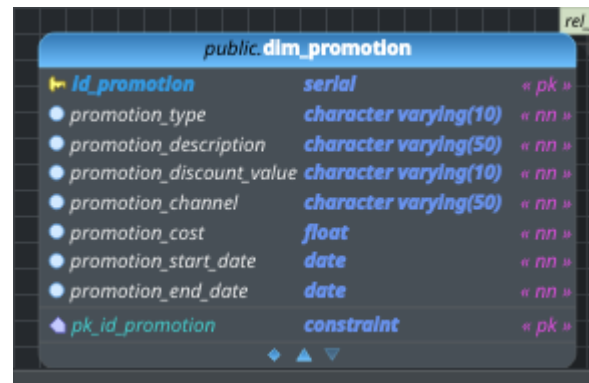 rel_
public.dim_promotion
id_promotion serial « pk »
promotion_type character varying(10) « nn »
promotion_description character varying(50) « nn »
promotion_discount_value character varying(10) « nn »
promotion_channel character varying(50) « nn »
promotion_cost float « nn »
promotion_start_date date « nn »
promotion_end_date date « nn »
pk_id_promotion constraint « pk »